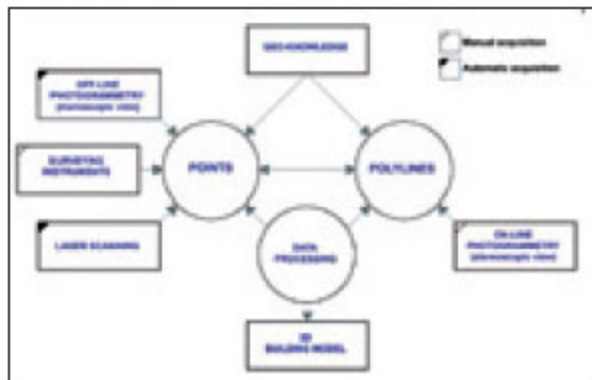 GEO-KNOWLEDGE
Manual acquisition
Automatic acquisition
OFF-LINE
PHOTOGRAMMETRY
(stereoscopic view)
SURVEYING
INSTRUMENTS
POINTS
POLYLINES
LASER SCANNING
DATA
PROCESSING
ON-LINE
PHOTOGRAMMETRY
(stereoscopic view)
3D
BUILDING MODEL